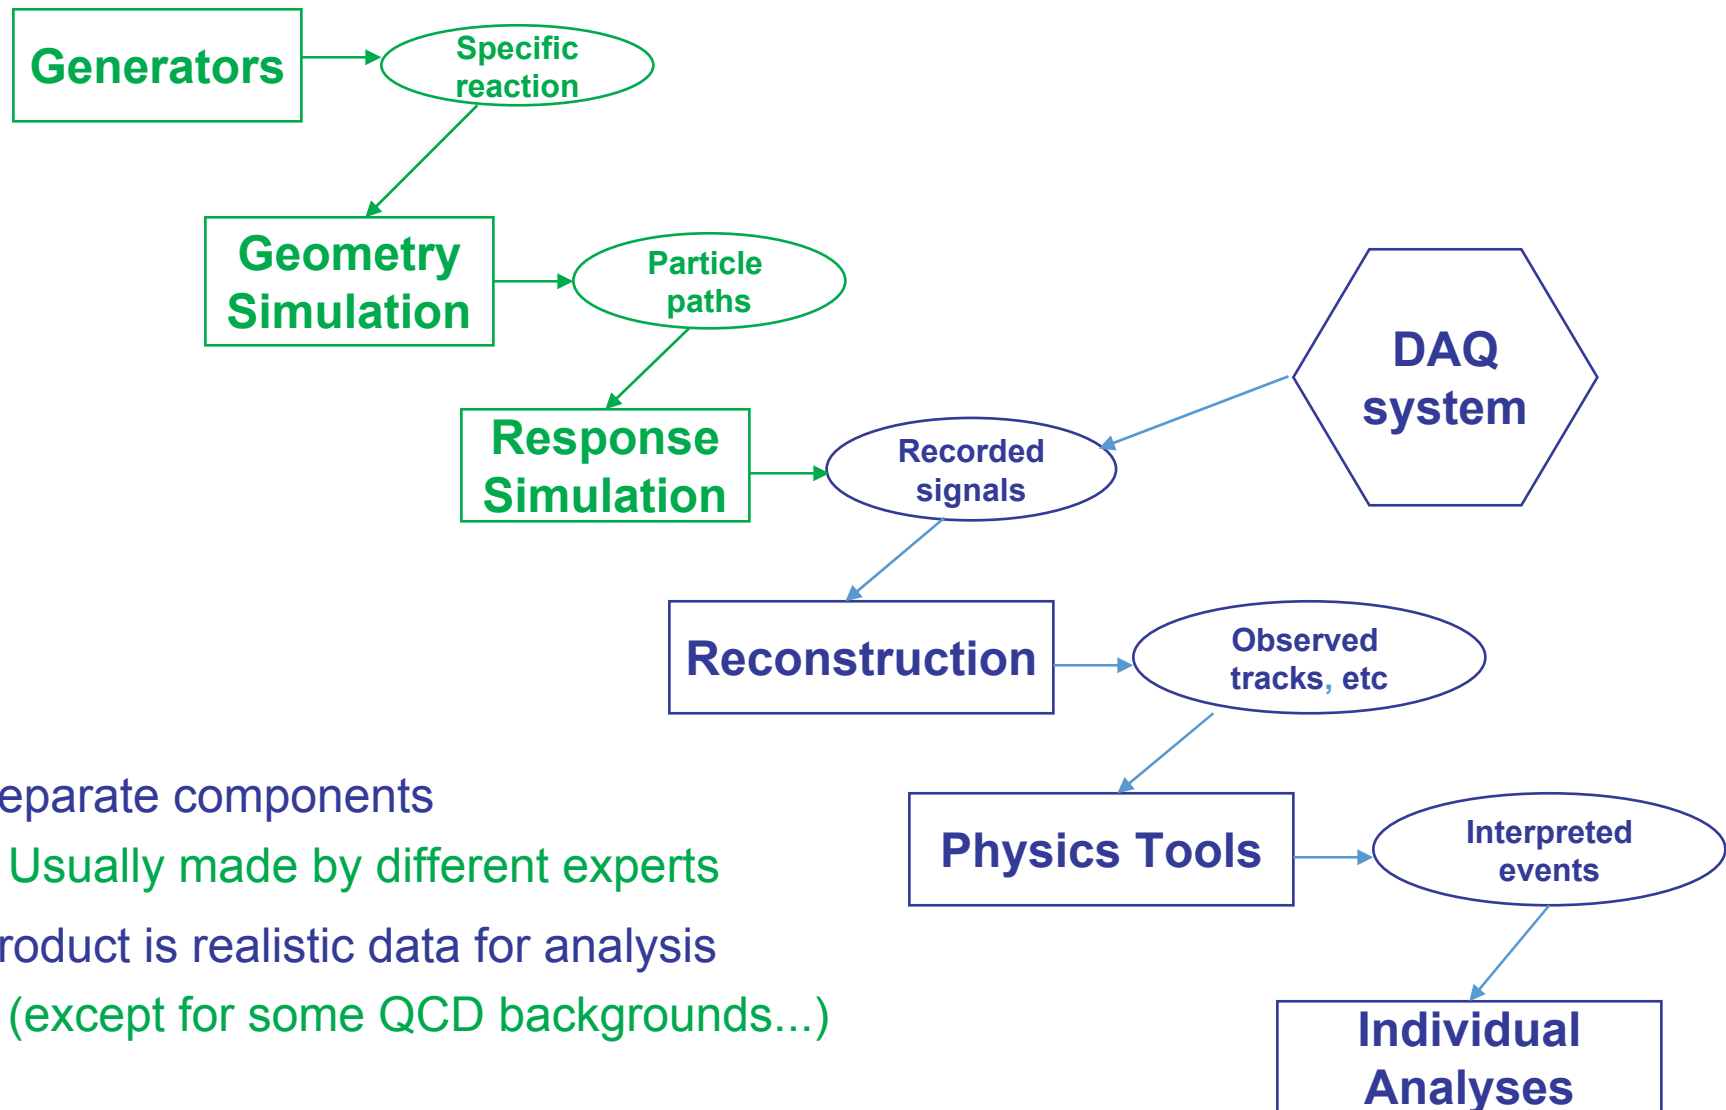 Generators
Specific
reaction
Geometry
Simulation
Particle
paths
DAQ
system
Response
Simulation
Recorded
signals
Reconstruction
Observed
tracks, etc
eparate components
Usually made by different experts
roduct is realistic data for analysis
(except for some QCD backgrounds...)
Physics Tools
Interpreted
events
Individual
Analyses